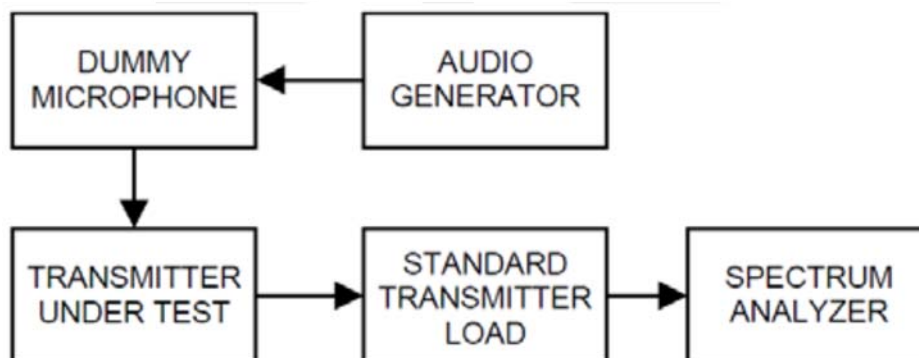 DUMMY
MICROPHONE
AUDIO
GENERATOR
TRANSMITTER
UNDER TEST
STANDARD
TRANSMITTER
LOAD
SPECTRUM
ANALYZER